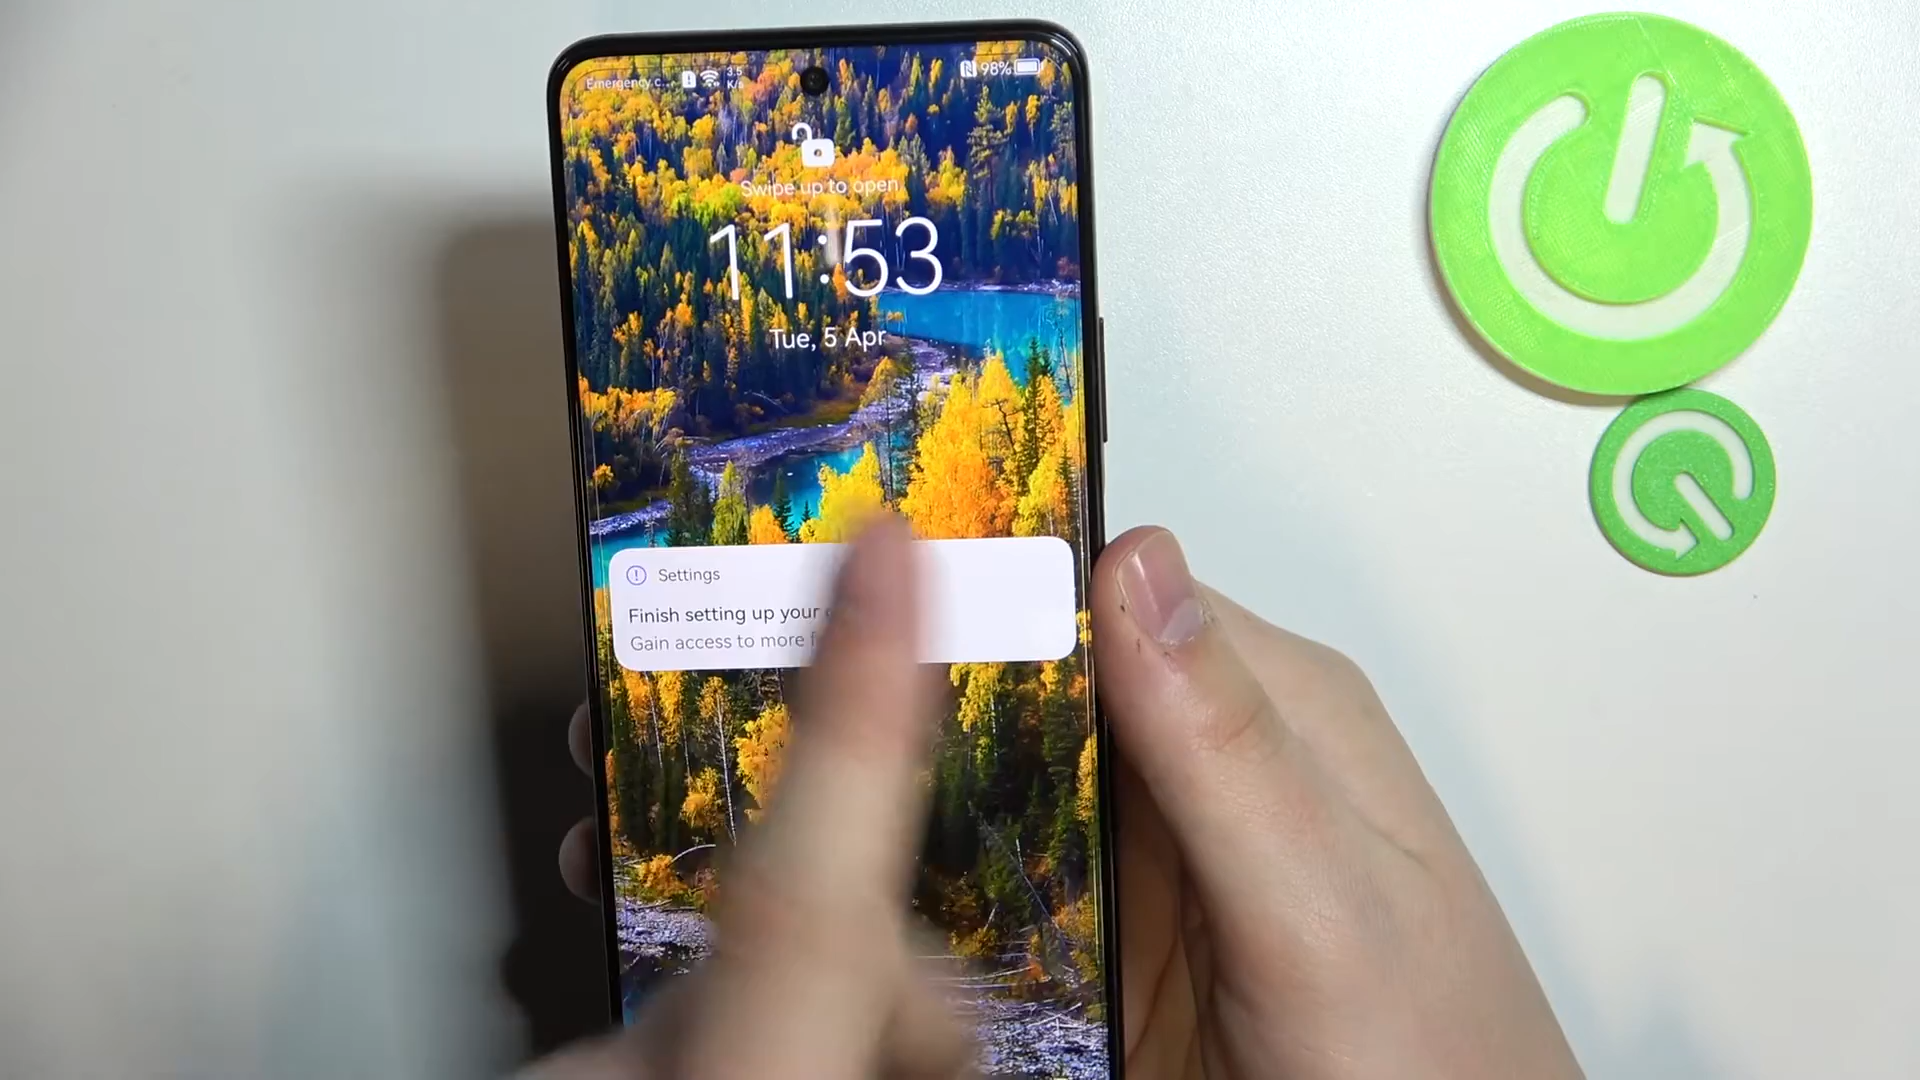 Emergency c... 3.5 K/s 98%
Swipe up to open
11:53
Tue, 5 Apr
Settings
Finish setting up your
Gain access to more